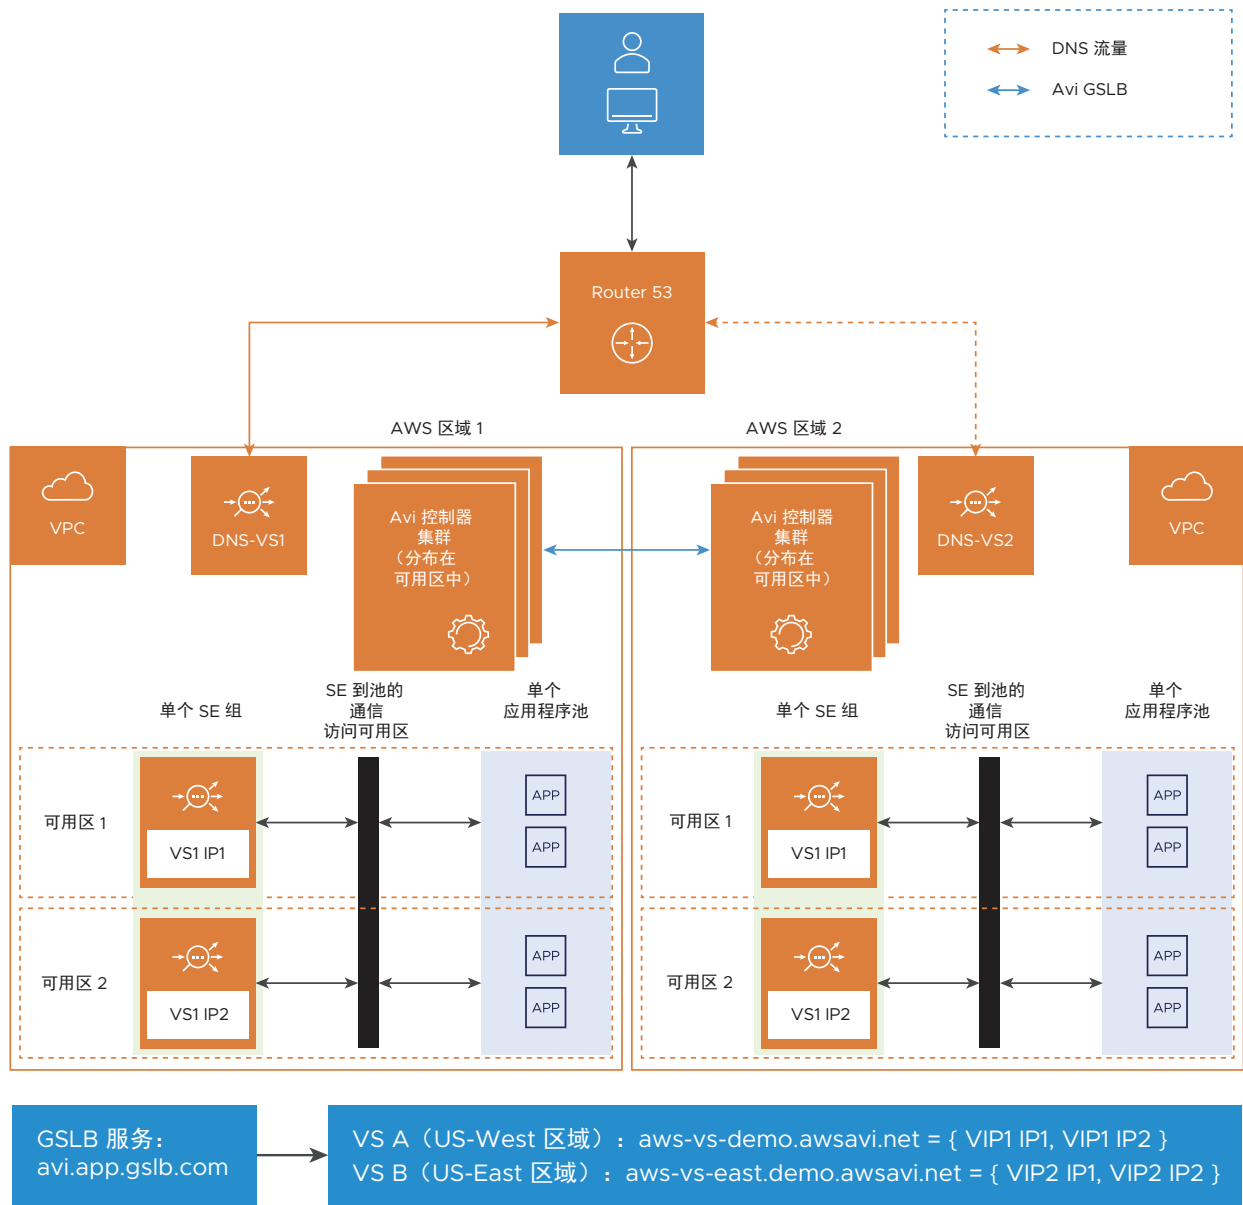 DNS 流量
Avi GSLB
Router 53
AWS 区域 1
AWS 区域 2
VPC
DNS-VS1
Avi 控制器
集群
（分布在
可用区中）
Avi 控制器
集群
（分布在
可用区中）
DNS-VS2
VPC
单个 SE 组
SE 到池的
通信
访问可用区
单个
应用程序池
单个 SE 组
SE 到池的
通信
访问可用区
单个
应用程序池
可用区 1
VS1 IP1
APP
APP
可用区 1
VS1 IP1
APP
APP
可用区 2
VS1 IP2
APP
APP
可用区 2
VS1 IP2
APP
APP
GSLB 服务：
avi.app.gslb.com
VS A（US-West 区域）：aws-vs-demo.awsavi.net = { VIP1 IP1, VIP1 IP2 }
VS B（US-East 区域）：aws-vs-east.demo.awsavi.net = { VIP2 IP1, VIP2 IP2 }